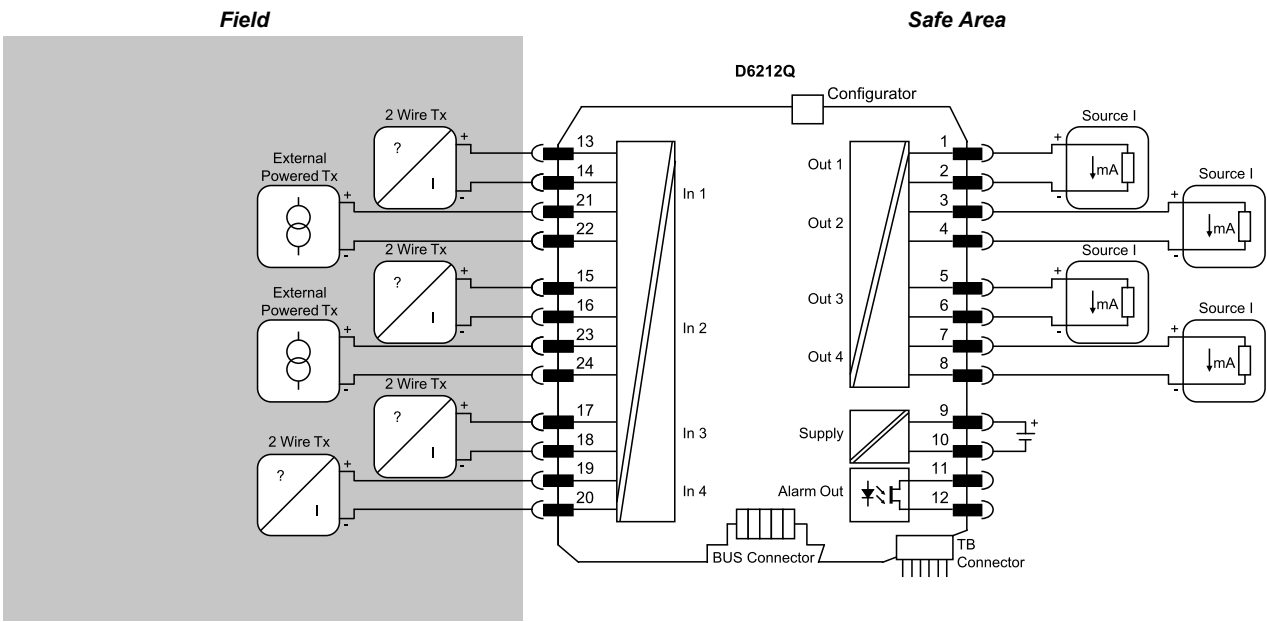 Field
Safe Area
D6212Q
Configurator
2 Wire Tx
?
I
+
-
External
Powered Tx
+
-
13
14
21
22
In 1
2 Wire Tx
?
I
+
-
External
Powered Tx
+
-
15
16
23
24
In 2
2 Wire Tx
?
I
+
-
17
18
In 3
2 Wire Tx
?
I
+
-
19
20
In 4
Out 1
1
2
+
-
Source I
mA
Out 2
3
4
+
-
Source I
mA
Out 3
5
6
+
-
Source I
mA
Out 4
7
8
+
-
Source I
mA
Supply
9
10
+
Alarm Out
11
12
BUS Connector
TB
Connector